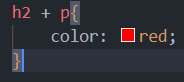 h2 + p{
    color: red;
}